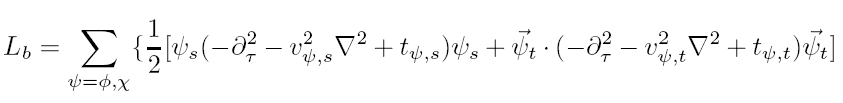 $L_b = \sum_{\psi=\phi,\chi} \{ \frac{1}{2} [ \psi_s ( -\partial_\tau^2 - v_{\psi,s}^2 \nabla^2 + t_{\psi,s} ) \psi_s + \vec{\psi}_t \cdot ( -\partial_\tau^2 - v_{\psi,t}^2 \nabla^2 + t_{\psi,t} ) \vec{\psi}_t ]$